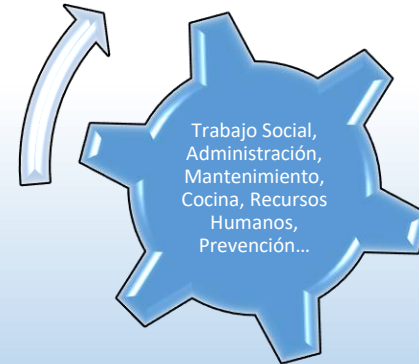 Trabajo Social,
Administración,
Mantenimiento,
Cocina, Recursos
Humanos,
Prevención…